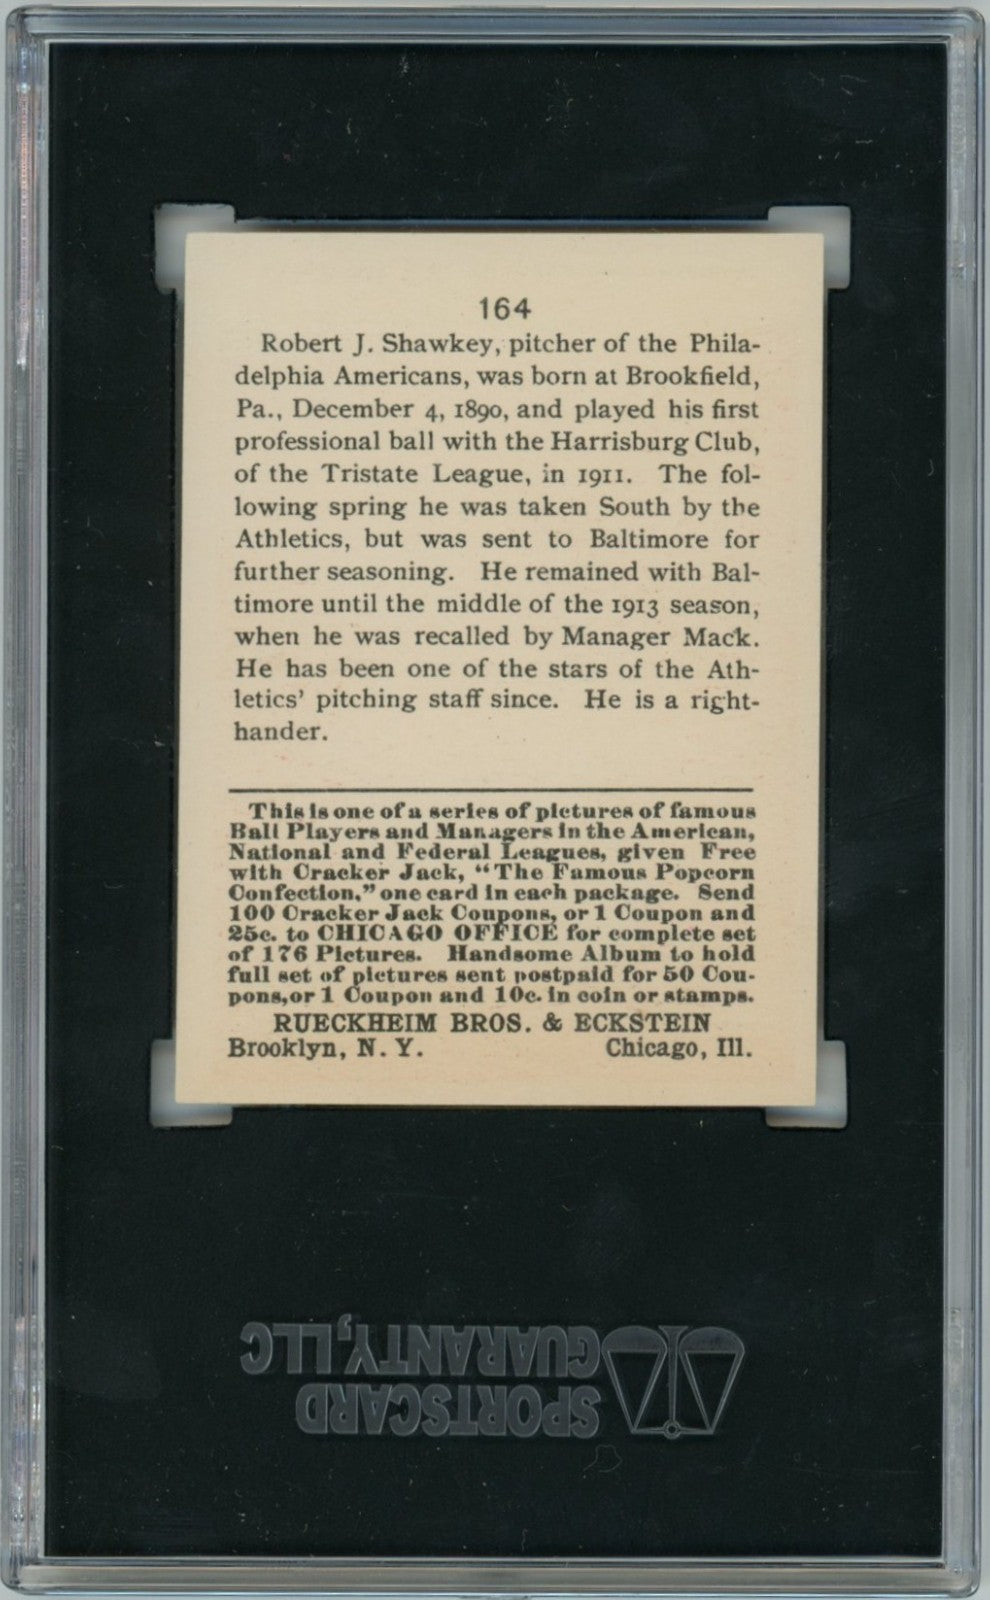 164
Robert J. Shawkey, pitcher of the Phila-
delphia Americans, was born at Brookfield,
Pa., December 4, 1890, and played his first
professional ball with the Harrisburg Club,
of the Tristate League, in 1911. The fol-
lowing spring he was taken South by the
Athletics, but was sent to Baltimore for
further seasoning. He remained with Bal-
timore until the middle of the 1913 season,
when he was recalled by Manager Mack.
He has been one of the stars of the Ath-
letics' pitching staff since. He is a right-
hander.
This is one of a series of pictures of famous
Ball Players and Managers in the American,
National and Federal Leagues, given Free
with Cracker Jack, "The Famous Popcorn
Confection," one card in each package. Send
100 Cracker Jack Coupons, or 1 Coupon and
25c. to CHICAGO OFFICE for complete set
of 176 Pictures. Handsome Album to hold
full set of pictures sent postpaid for 50 Cou-
pons, or 1 Coupon and 10c. in coin or stamps.
RUECKHEIM BROS. & ECKSTEIN
Brooklyn, N. Y. Chicago, Ill.
SPORTSCARD
GUARANTY, LLC